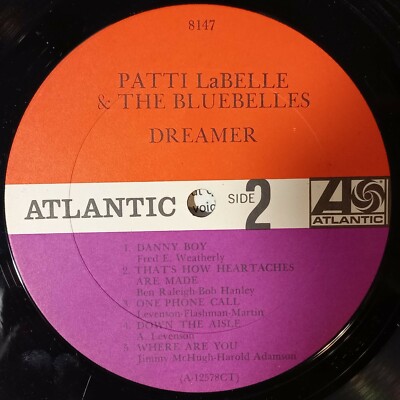 8147
PATTI LaBELLE
& THE BLUEBELLES
DREAMER
ATLANTIC SIDE 2
ATLANTIC
1. DANNY BOY
Fred E. Weatherly
2. THAT'S HOW HEARTACHES
ARE MADE
Ben Raleigh-Bob Hanley
3. ONE PHONE CALL
Levenson-Flashman-Martin
4. DOWN THE AISLE
A. Levenson
5. WHERE ARE YOU
Jimmy McHugh-Harold Adamson
(A-12578CT)